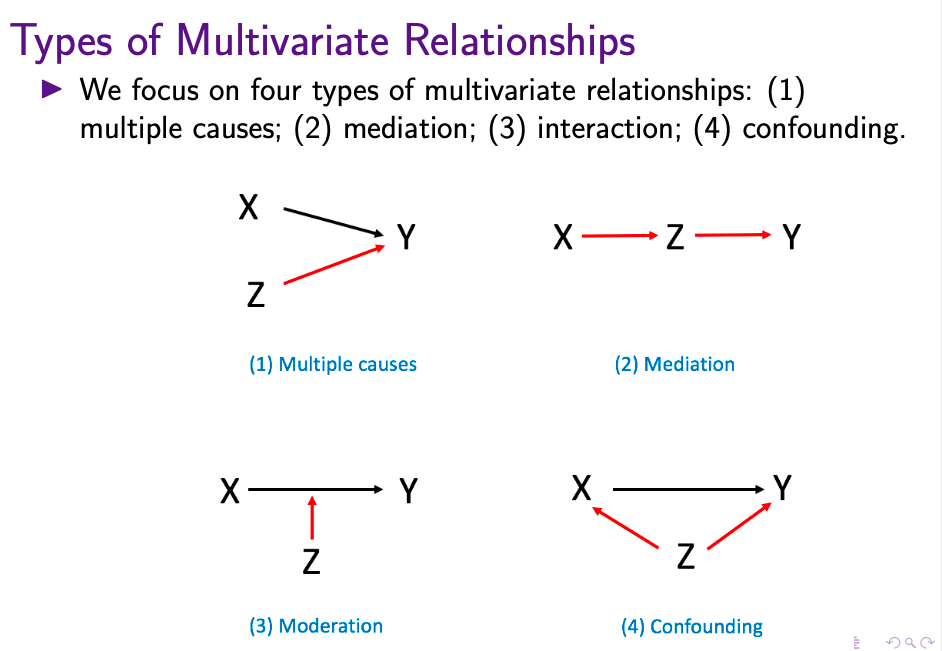 Types of Multivariate Relationships
▶ We focus on four types of multivariate relationships: (1)
multiple causes; (2) mediation; (3) interaction; (4) confounding.
X
Y
Z
(1) Multiple causes
X Z Y
(2) Mediation
X Y
Z
(3) Moderation
X Y
Z
(4) Confounding